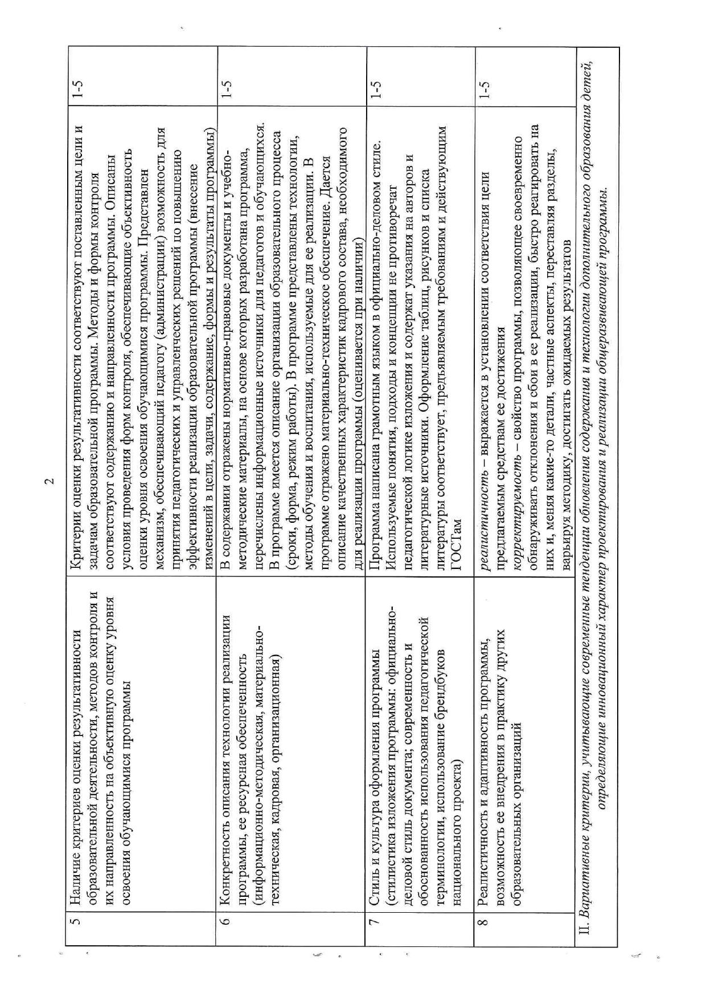 2
5
Наличие критериев оценки результативности
образовательной деятельности, методов контроля и
их направленность на объективную оценку уровня
освоения обучающимися программы
Критерии оценки результативности соответствуют поставленным цели и
задачам образовательной программы. Методы и формы контроля
соответствуют содержанию и направленности программы. Описаны
условия проведения форм контроля, обеспечивающие объективность
оценки уровня освоения обучающимися программы. Представлен
механизм, обеспечивающий педагогу (администрации) возможность для
принятия педагогических и управленческих решений по повышению
эффективности реализации образовательной программы (внесение
изменений в цели, задачи, содержание, формы и результаты программы)
1-5
6
Конкретность описания технологии реализации
программы, ее ресурсная обеспеченность
(информационно-методическая, материально-
техническая, кадровая, организационная)
В содержании отражены нормативно-правовые документы и учебно-
методические материалы, на основе которых разработана программа,
перечислены информационные источники для педагогов и обучающихся.
В программе имеется описание организации образовательного процесса
(сроки, форма, режим работы). В программе представлены технологии,
методы обучения и воспитания, используемые для ее реализации. В
программе отражено материально-техническое обеспечение. Дается
описание качественных характеристик кадрового состава, необходимого
для реализации программы (оценивается при наличии)
1-5
7
Стиль и культура оформления программы
(стилистика изложения программы: официально-
деловой стиль документа; современность и
обоснованность использования педагогической
терминологии, использование брендбуков
национального проекта)
Программа написана грамотным языком в официально-деловом стиле.
Используемые понятия, подходы и концепции не противоречат
педагогической логике изложения и содержат указания на авторов и
литературные источники. Оформление таблиц, рисунков и списка
литературы соответствует, предъявляемым требованиям и действующим
ГОСТам
1-5
8
Реалистичность и адаптивность программы,
возможность ее внедрения в практику других
образовательных организаций
реалистичность – выражается в установлении соответствия цели
предлагаемым средствам ее достижения
корректируемость – свойство программы, позволяющее своевременно
обнаруживать отклонения и сбои в ее реализации, быстро реагировать на
них и, меняя какие-то детали, частные аспекты, переставляя разделы,
варьируя методику, достигать ожидаемых результатов
1-5
II. Вариативные критерии, учитывающие современные тенденции обновления содержания и технологии дополнительного образования детей,
определяющие инновационный характер проектирования и реализации общеразвивающей программы.